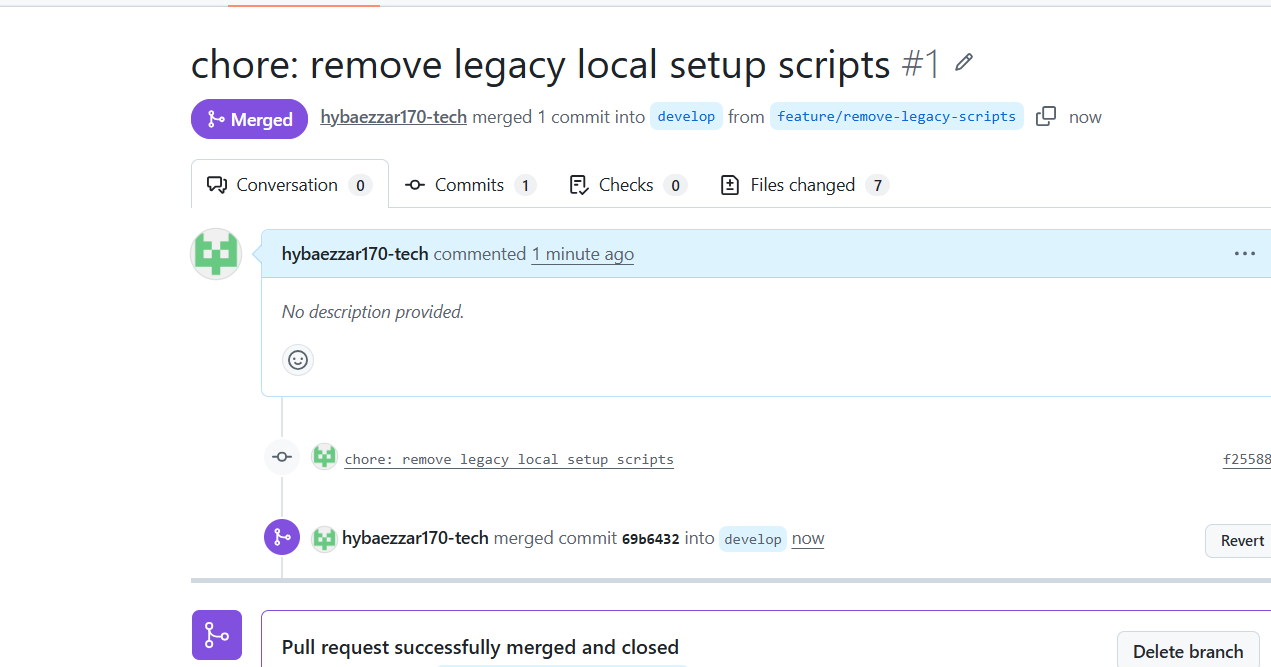 chore: remove legacy local setup scripts #1
Merged hybaezzar170-tech merged 1 commit into develop from feature/remove-legacy-scripts now
Conversation 0 Commits 1 Checks 0 Files changed 7
hybaezzar170-tech commented 1 minute ago
No description provided.
chore: remove legacy local setup scripts f25588
hybaezzar170-tech merged commit 69b6432 into develop now Revert
Pull request successfully merged and closed Delete branch